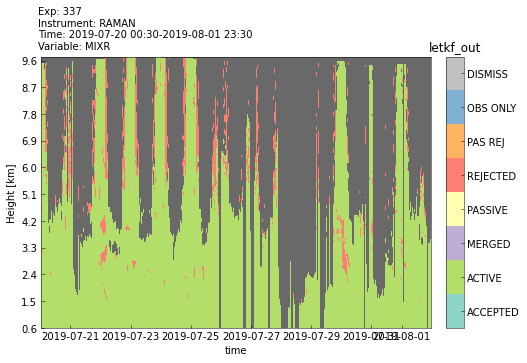 Exp: 337
Instrument: RAMAN
Time: 2019-07-20 00:30-2019-08-01 23:30
Variable: MIXR
letkf_out
9.6
8.7
7.8
6.9
6.0
5.1
4.2
3.3
2.4
1.5
0.6
Height [km]
2019-07-21
2019-07-23
2019-07-25
2019-07-27
2019-07-29
2019-07-31
2019-08-01
time
DISMISS
OBS ONLY
PAS REJ
REJECTED
PASSIVE
MERGED
ACTIVE
ACCEPTED